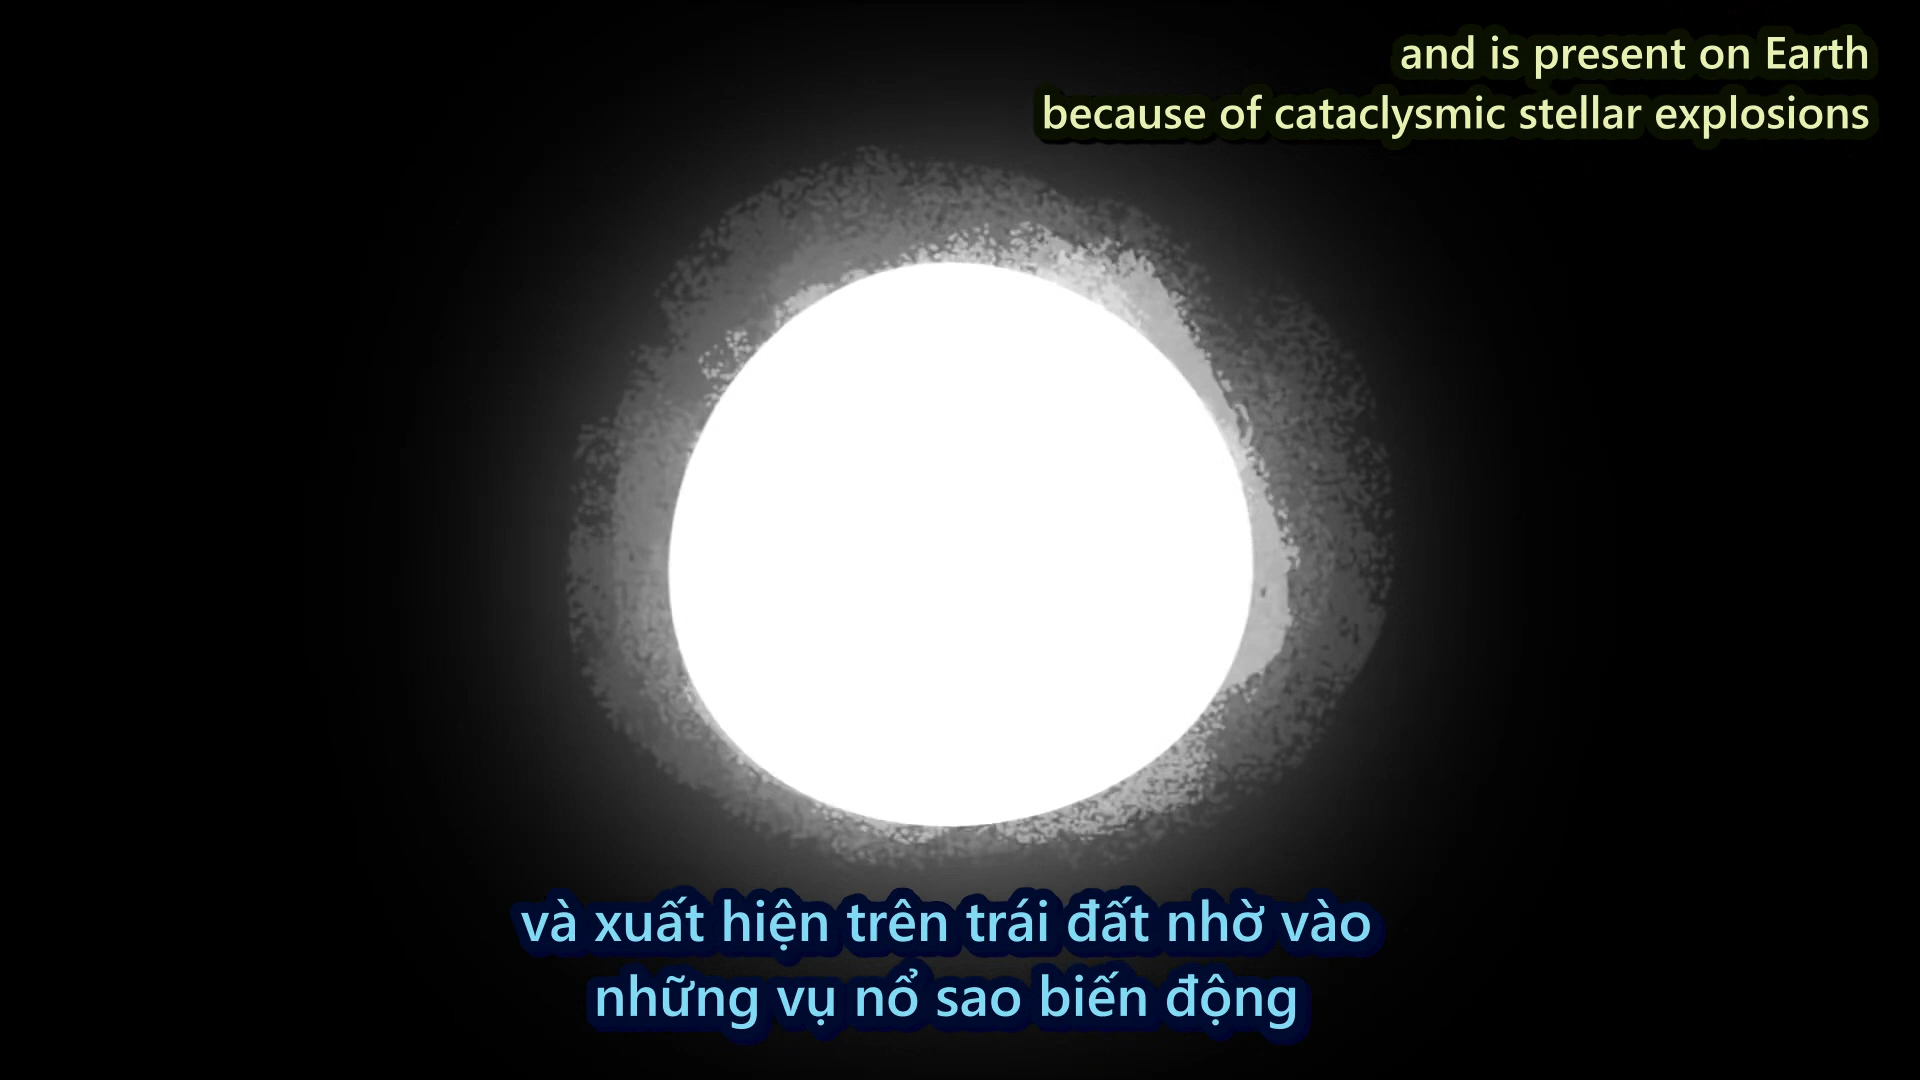 and is present on Earth
because of cataclysmic stellar explosions
và xuất hiện trên trái đất nhờ vào
những vụ nổ sao biến động